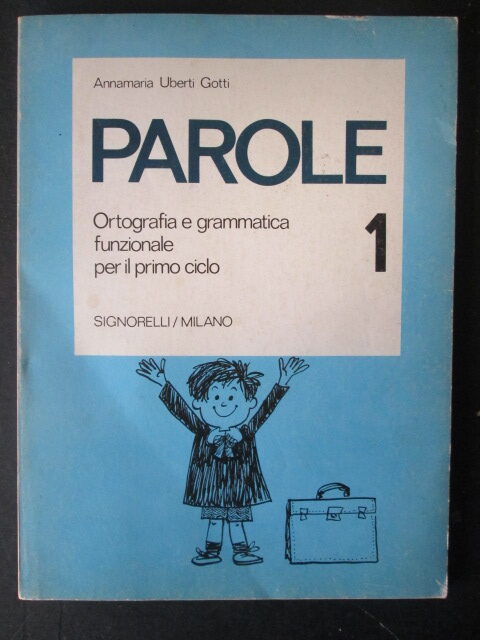 Annamaria Uberti Gotti
PAROLE
1
Ortografia e grammatica
funzionale
per il primo ciclo
SIGNORELLI / MILANO